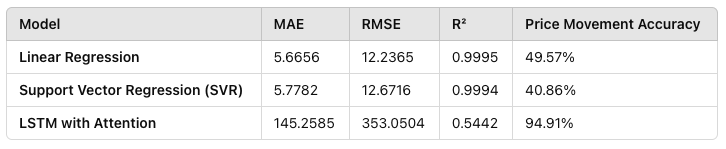 Model MAE RMSE R² Price Movement Accuracy
Linear Regression 5.6656 12.2365 0.9995 49.57%
Support Vector Regression (SVR) 5.7782 12.6716 0.9994 40.86%
LSTM with Attention 145.2585 353.0504 0.5442 94.91%